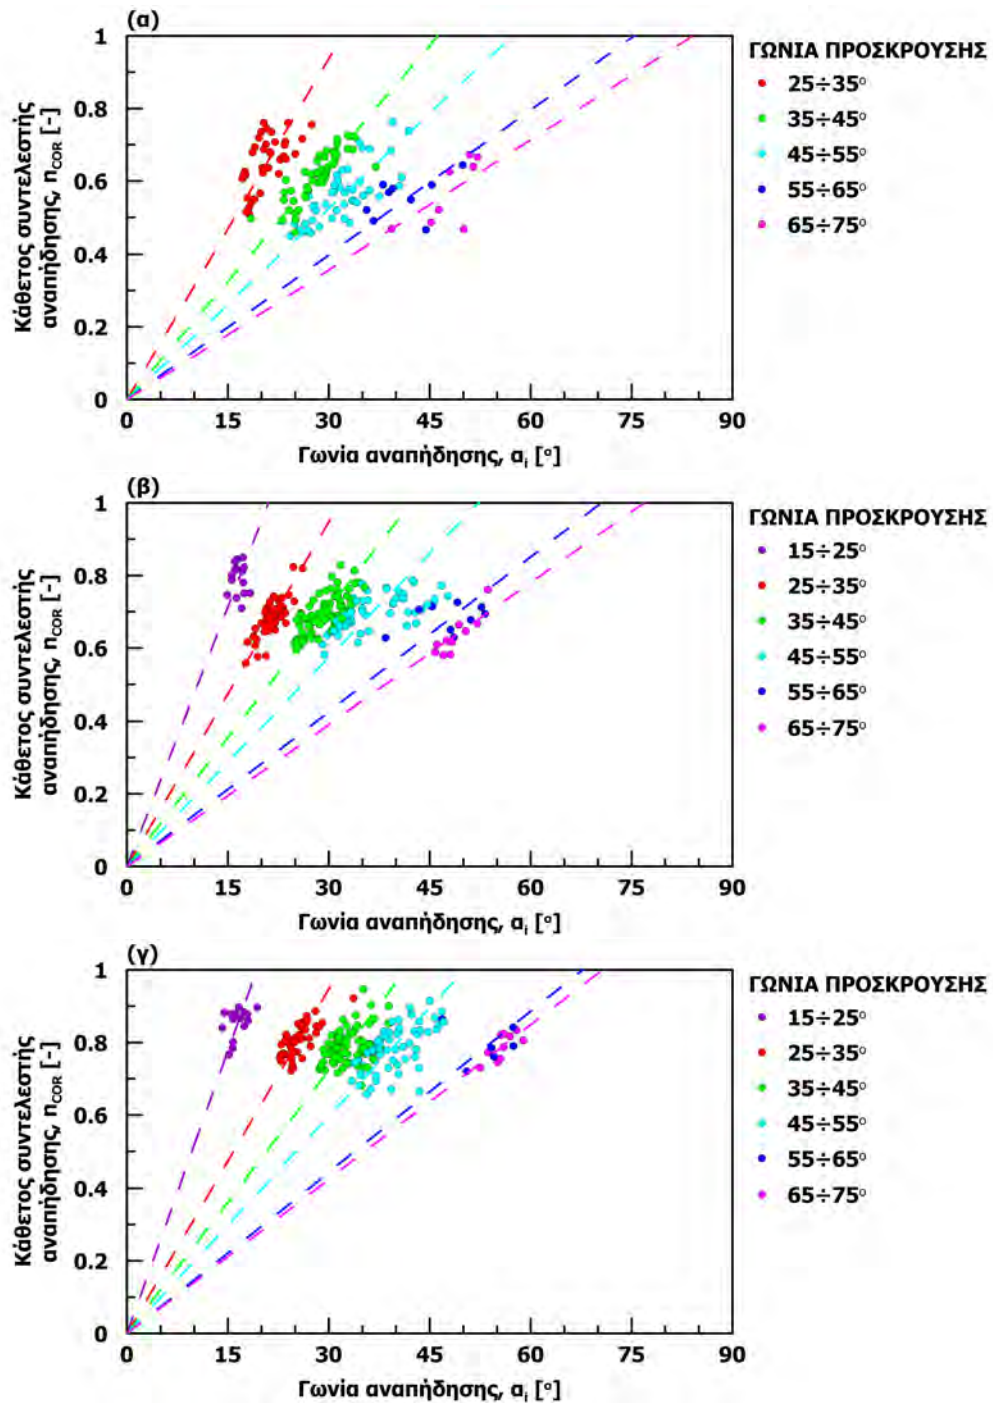 (α)
Κάθετος συντελεστής
αναπήδησης, n_COR [-]
1
0.8
0.6
0.4
0.2
0
0 15 30 45 60 75 90
Γωνία αναπήδησης, α_i [°]
ΓΩΝΙΑ ΠΡΟΣΚΡΟΥΣΗΣ
25÷35°
35÷45°
45÷55°
55÷65°
65÷75°
(β)
Κάθετος συντελεστής
αναπήδησης, n_COR [-]
1
0.8
0.6
0.4
0.2
0
0 15 30 45 60 75 90
Γωνία αναπήδησης, α_i [°]
ΓΩΝΙΑ ΠΡΟΣΚΡΟΥΣΗΣ
15÷25°
25÷35°
35÷45°
45÷55°
55÷65°
65÷75°
(γ)
Κάθετος συντελεστής
αναπήδησης, n_COR [-]
1
0.8
0.6
0.4
0.2
0
0 15 30 45 60 75 90
Γωνία αναπήδησης, α_i [°]
ΓΩΝΙΑ ΠΡΟΣΚΡΟΥΣΗΣ
15÷25°
25÷35°
35÷45°
45÷55°
55÷65°
65÷75°